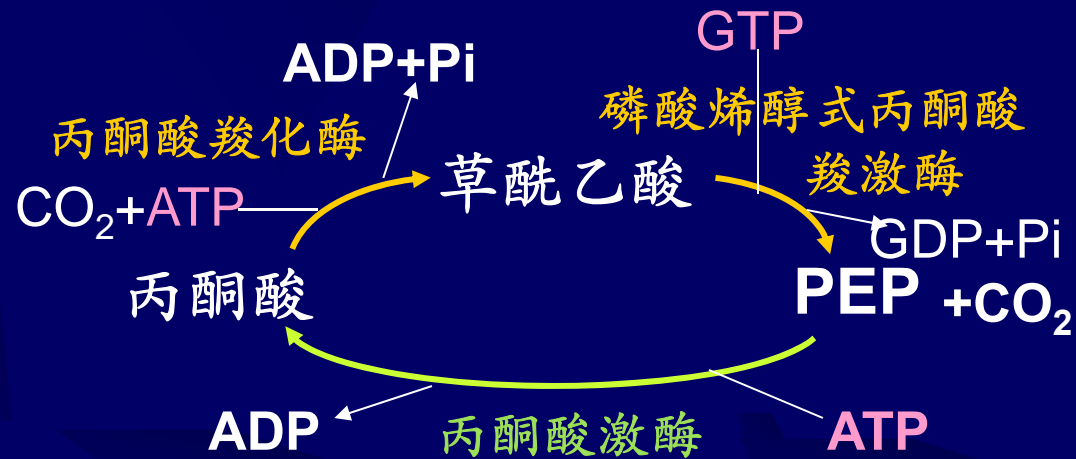 GTP
ADP+Pi
磷酸烯醇式丙酮酸
羧激酶
丙酮酸羧化酶
草酰乙酸
CO₂+ATP
GDP+Pi
丙酮酸
PEP +CO₂
ADP
丙酮酸激酶
ATP